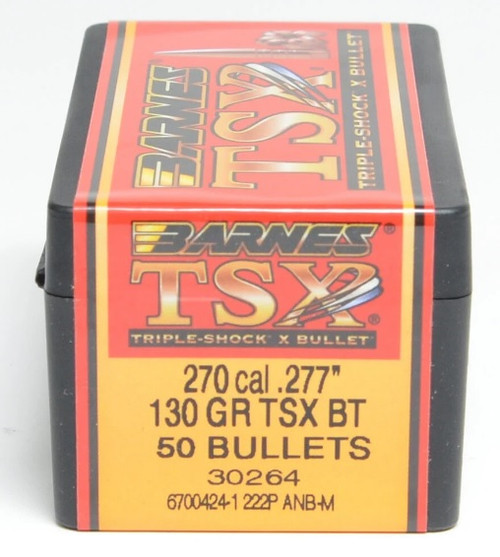 BARNES
TSX
TRIPLE-SHOCK X BULLET
BARNES®
TSX®
TRIPLE-SHOCK X BULLET
270 cal .277"
130 GR TSX BT
50 BULLETS
30264
6700424-1 222P ANB-M